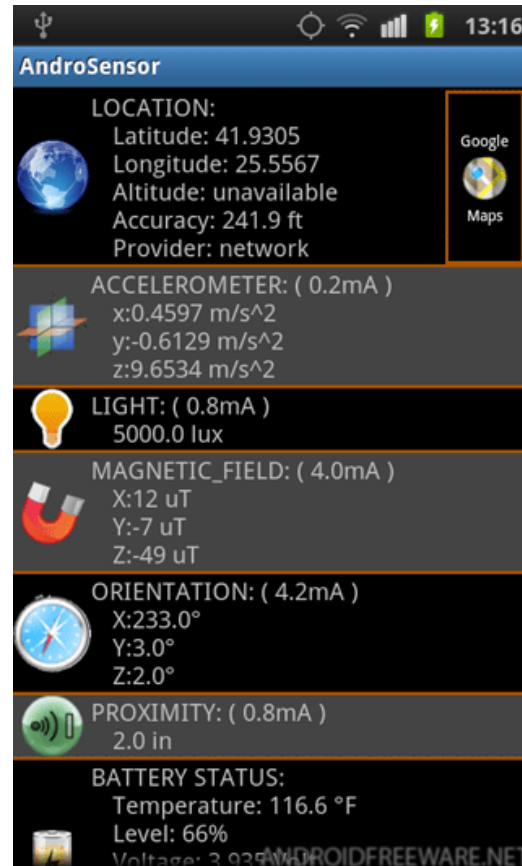 13:16
AndroSensor
LOCATION:
Latitude: 41.9305
Longitude: 25.5567
Altitude: unavailable
Accuracy: 241.9 ft
Provider: network
Google
Maps
ACCELEROMETER: ( 0.2mA )
x:0.4597 m/s^2
y:-0.6129 m/s^2
z:9.6534 m/s^2
LIGHT: ( 0.8mA )
5000.0 lux
MAGNETIC_FIELD: ( 4.0mA )
X:12 uT
Y:-7 uT
Z:-49 uT
ORIENTATION: ( 4.2mA )
X:233.0°
Y:3.0°
Z:2.0°
PROXIMITY: ( 0.8mA )
2.0 in
BATTERY STATUS:
Temperature: 116.6 °F
Level: 66%
Voltage: 3.935 Volt
ANDROIDFREEWARE.NET